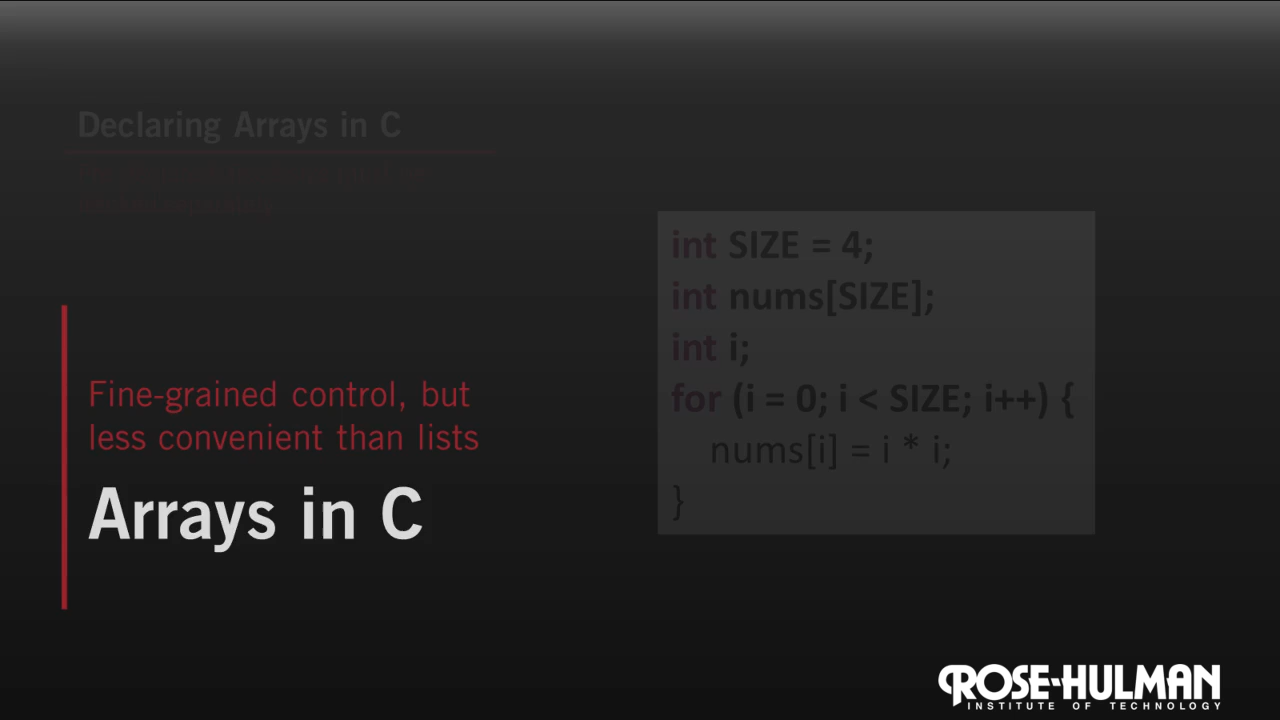 Declaring Arrays in C
Fine-grained control, but
less convenient than lists
Arrays in C
int SIZE = 4;
int nums[SIZE];
int i;
for (i = 0; i < SIZE; i++) {
nums[i] = i * i;
}
ROSE-HULMAN
INSTITUTE OF TECHNOLOGY